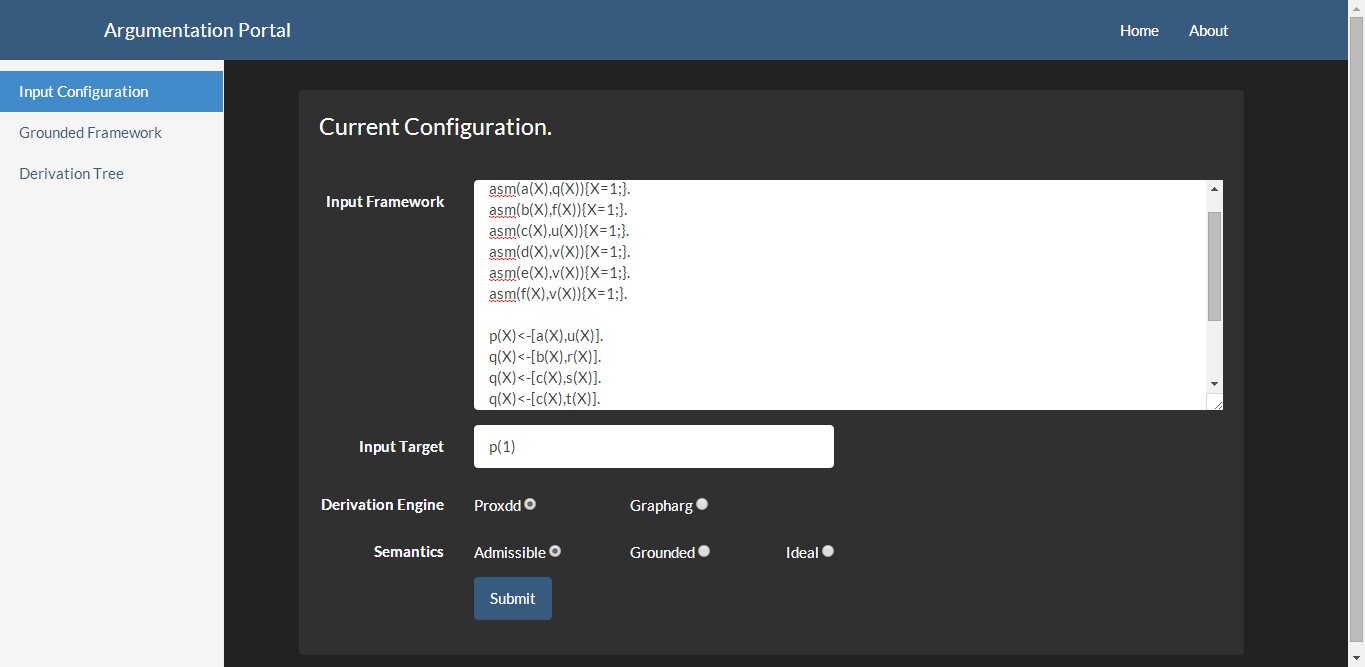 Argumentation Portal
Home
About
Input Configuration
Grounded Framework
Derivation Tree
Current Configuration.
Input Framework
asm(a(X),q(X)){X=1;}.
asm(b(X),f(X)){X=1;}.
asm(c(X),u(X)){X=1;}.
asm(d(X),v(X)){X=1;}.
asm(e(X),v(X)){X=1;}.
asm(f(X),v(X)){X=1;}.
p(X)<-[a(X),u(X)].
q(X)<-[b(X),r(X)].
q(X)<-[c(X),s(X)].
q(X)<-[c(X),t(X)].
Input Target
p(1)
Derivation Engine
Proxdd
Grapharg
Semantics
Admissible
Grounded
Ideal
Submit